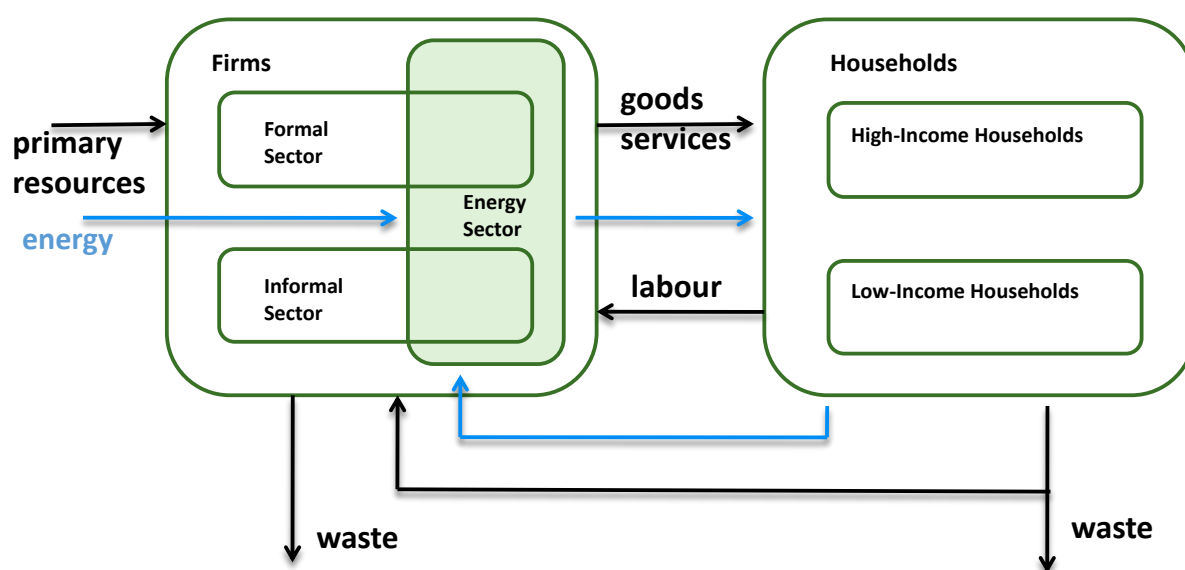 Firms
Households
goods
services
primary
resources
Formal
Sector
High-Income Households
energy
Energy
Sector
Informal
Sector
labour
Low-Income Households
waste
waste